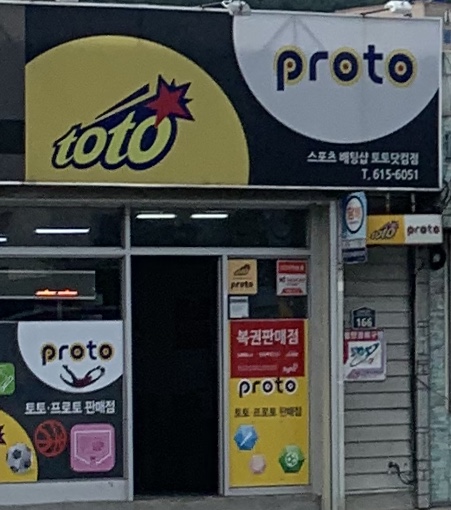 toto
proto
스포츠 배팅샵 토토닷컴점
T. 615-6051
toto
proto
proto
166
복권판매점
proto
토토·프로토 판매점
proto
토토·프로토 판매점